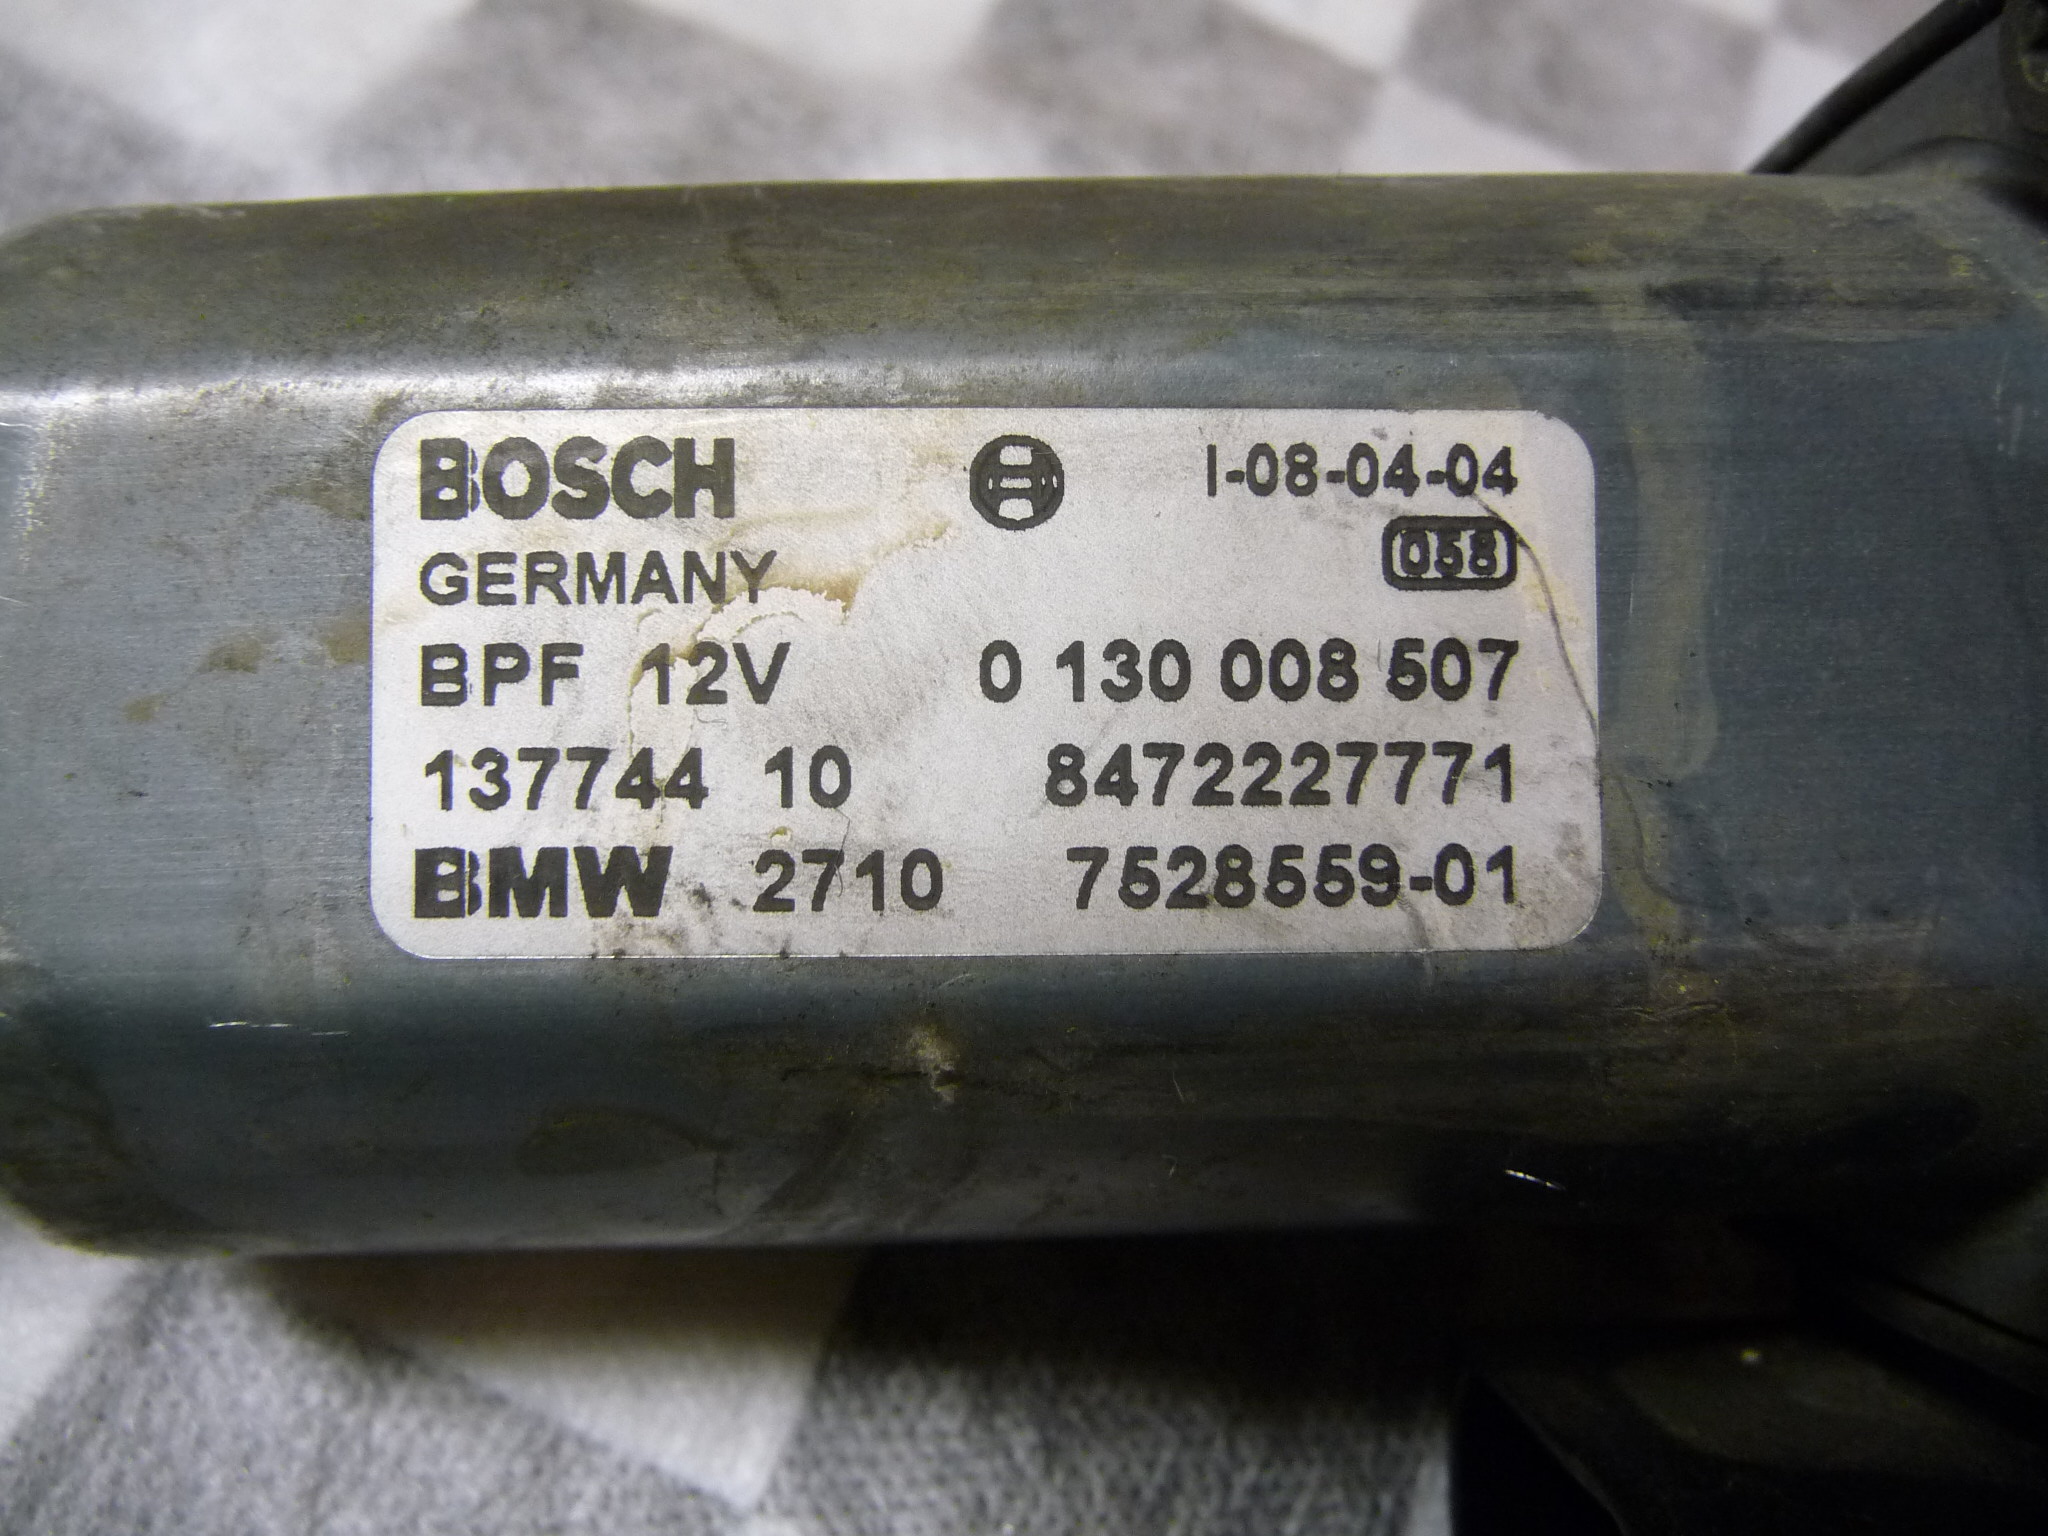 BOSCH I-08-04-04
058
GERMANY
BPF 12V 0 130 008 507
137744 10 8472227771
BMW 2710 7528559-01